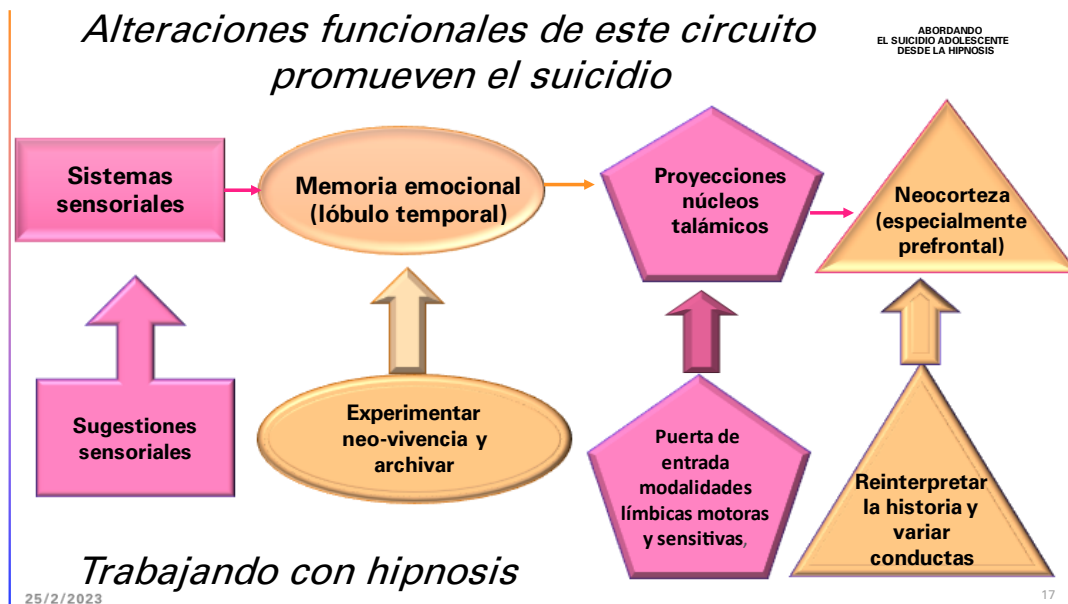 Alteraciones funcionales de este circuito
promueven el suicidio
ABORDANDO
EL SUICIDIO ADOLESCENTE
DESDE LA HIPNOSIS
Sistemas
sensoriales
Memoria emocional
(lóbulo temporal)
Proyecciones
núcleos
talámicos
Neocorteza
(especialmente
prefrontal)
Sugestiones
sensoriales
Experimentar
neo-vivencia y
archivar
Puerta de
entrada
modalidades
límbicas motoras
y sensitivas,
Reinterpretar
la historia y
variar
conductas
Trabajando con hipnosis
25/2/2023
17